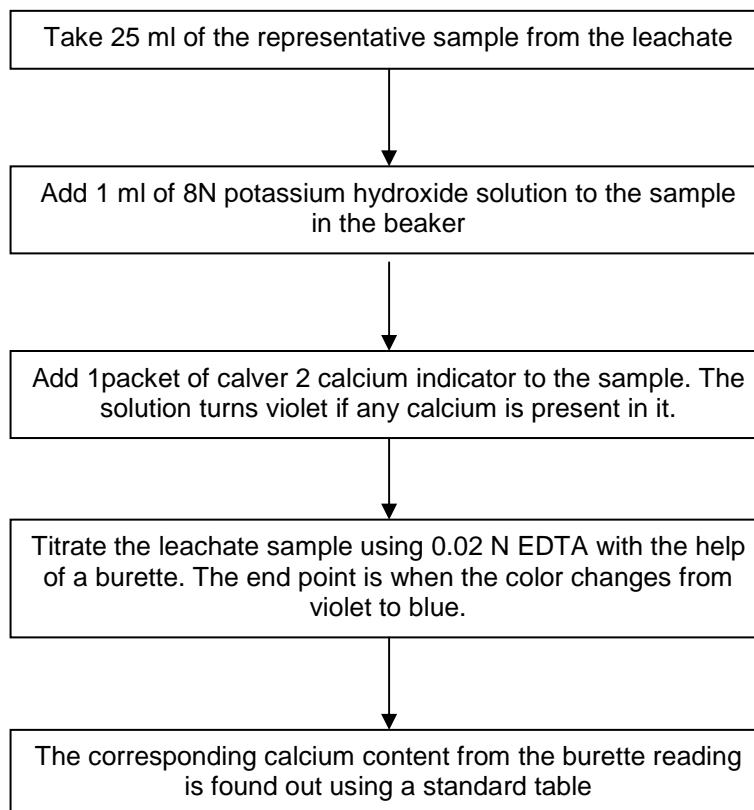 Take 25 ml of the representative sample from the leachate
Add 1 ml of 8N potassium hydroxide solution to the sample
in the beaker
Add 1packet of calver 2 calcium indicator to the sample. The
solution turns violet if any calcium is present in it.
Titrate the leachate sample using 0.02 N EDTA with the help
of a burette. The end point is when the color changes from
violet to blue.
The corresponding calcium content from the burette reading
is found out using a standard table